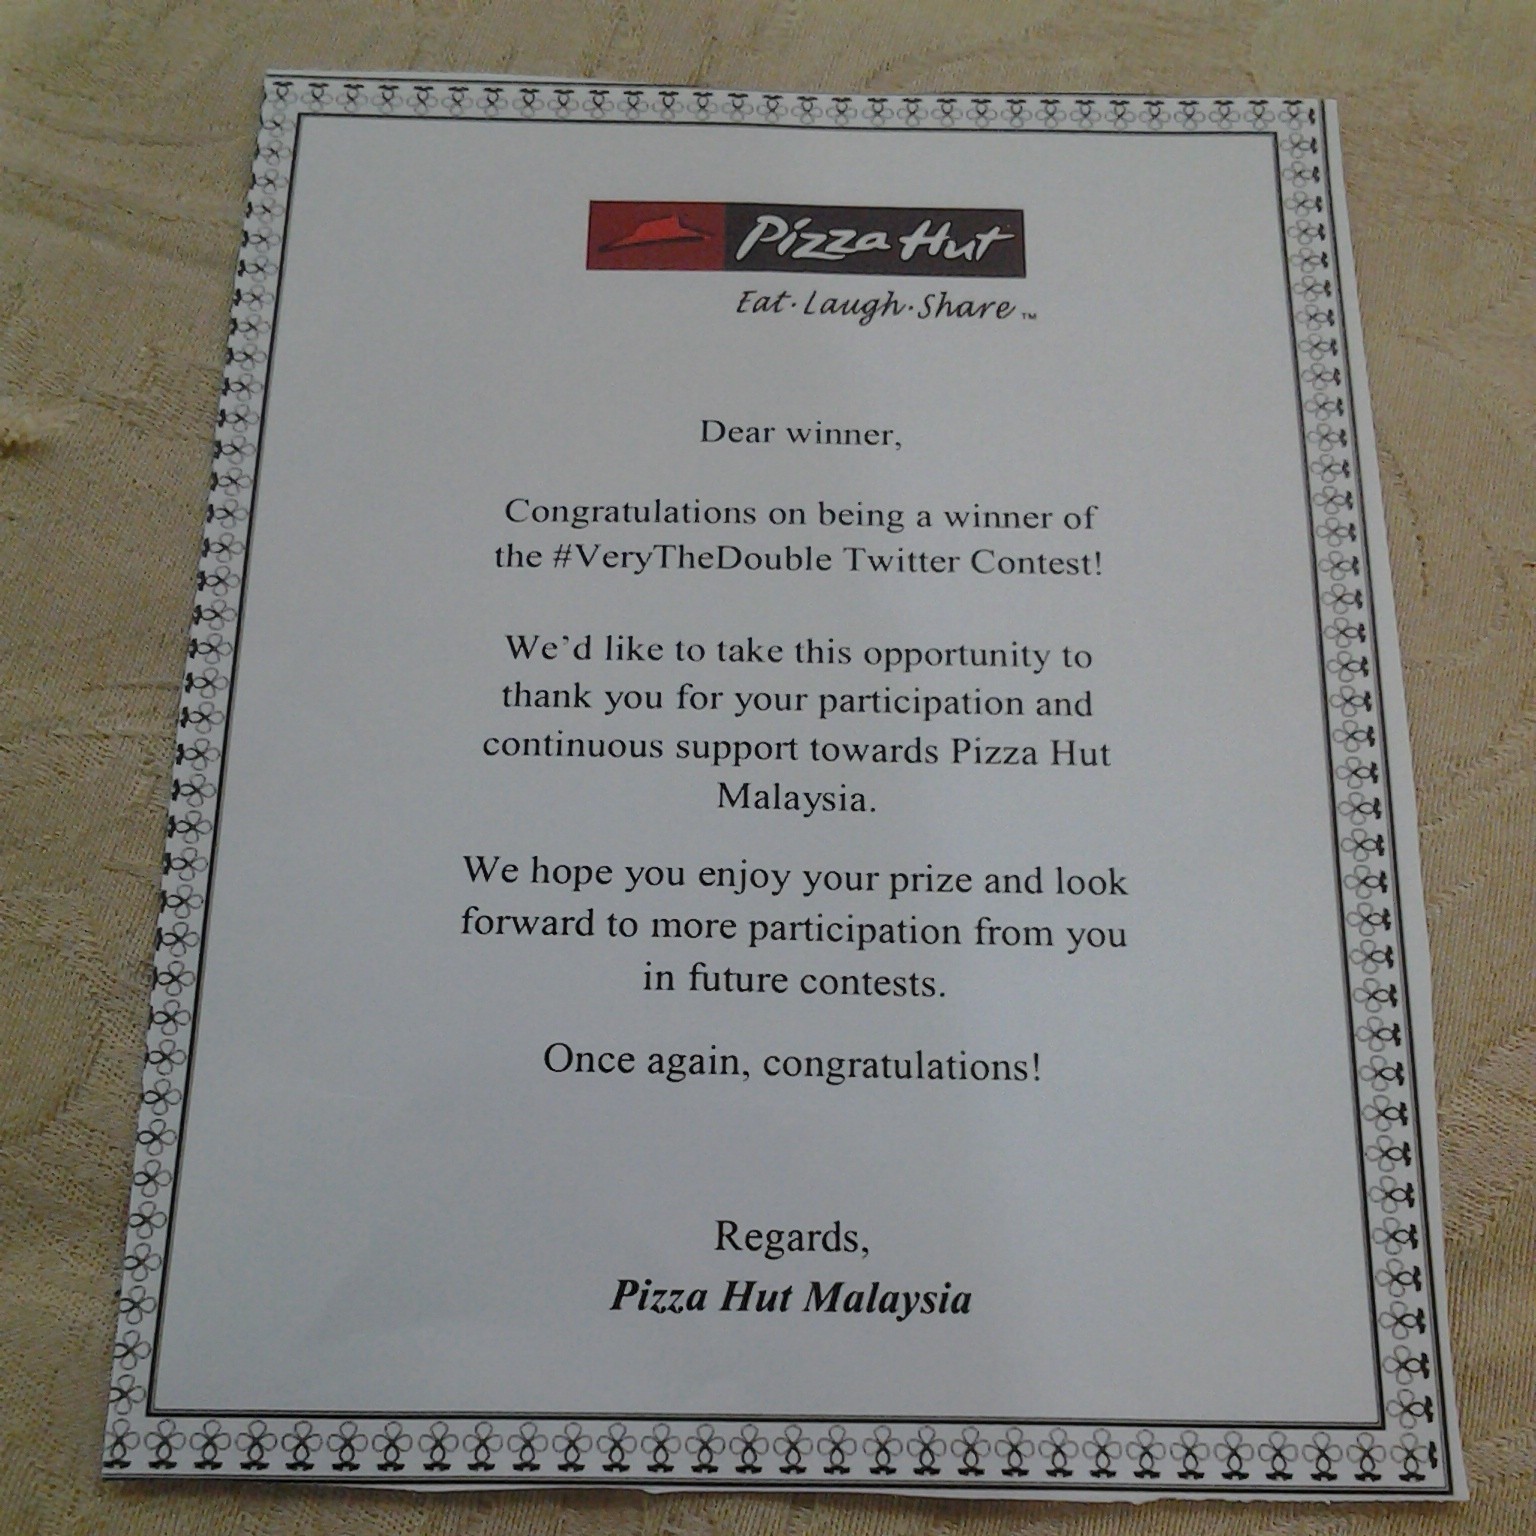 Pizza Hut
Eat·Laugh·Share™
Dear winner,
Congratulations on being a winner of
the #VeryTheDouble Twitter Contest!
We'd like to take this opportunity to
thank you for your participation and
continuous support towards Pizza Hut
Malaysia.
We hope you enjoy your prize and look
forward to more participation from you
in future contests.
Once again, congratulations!
Regards,
Pizza Hut Malaysia